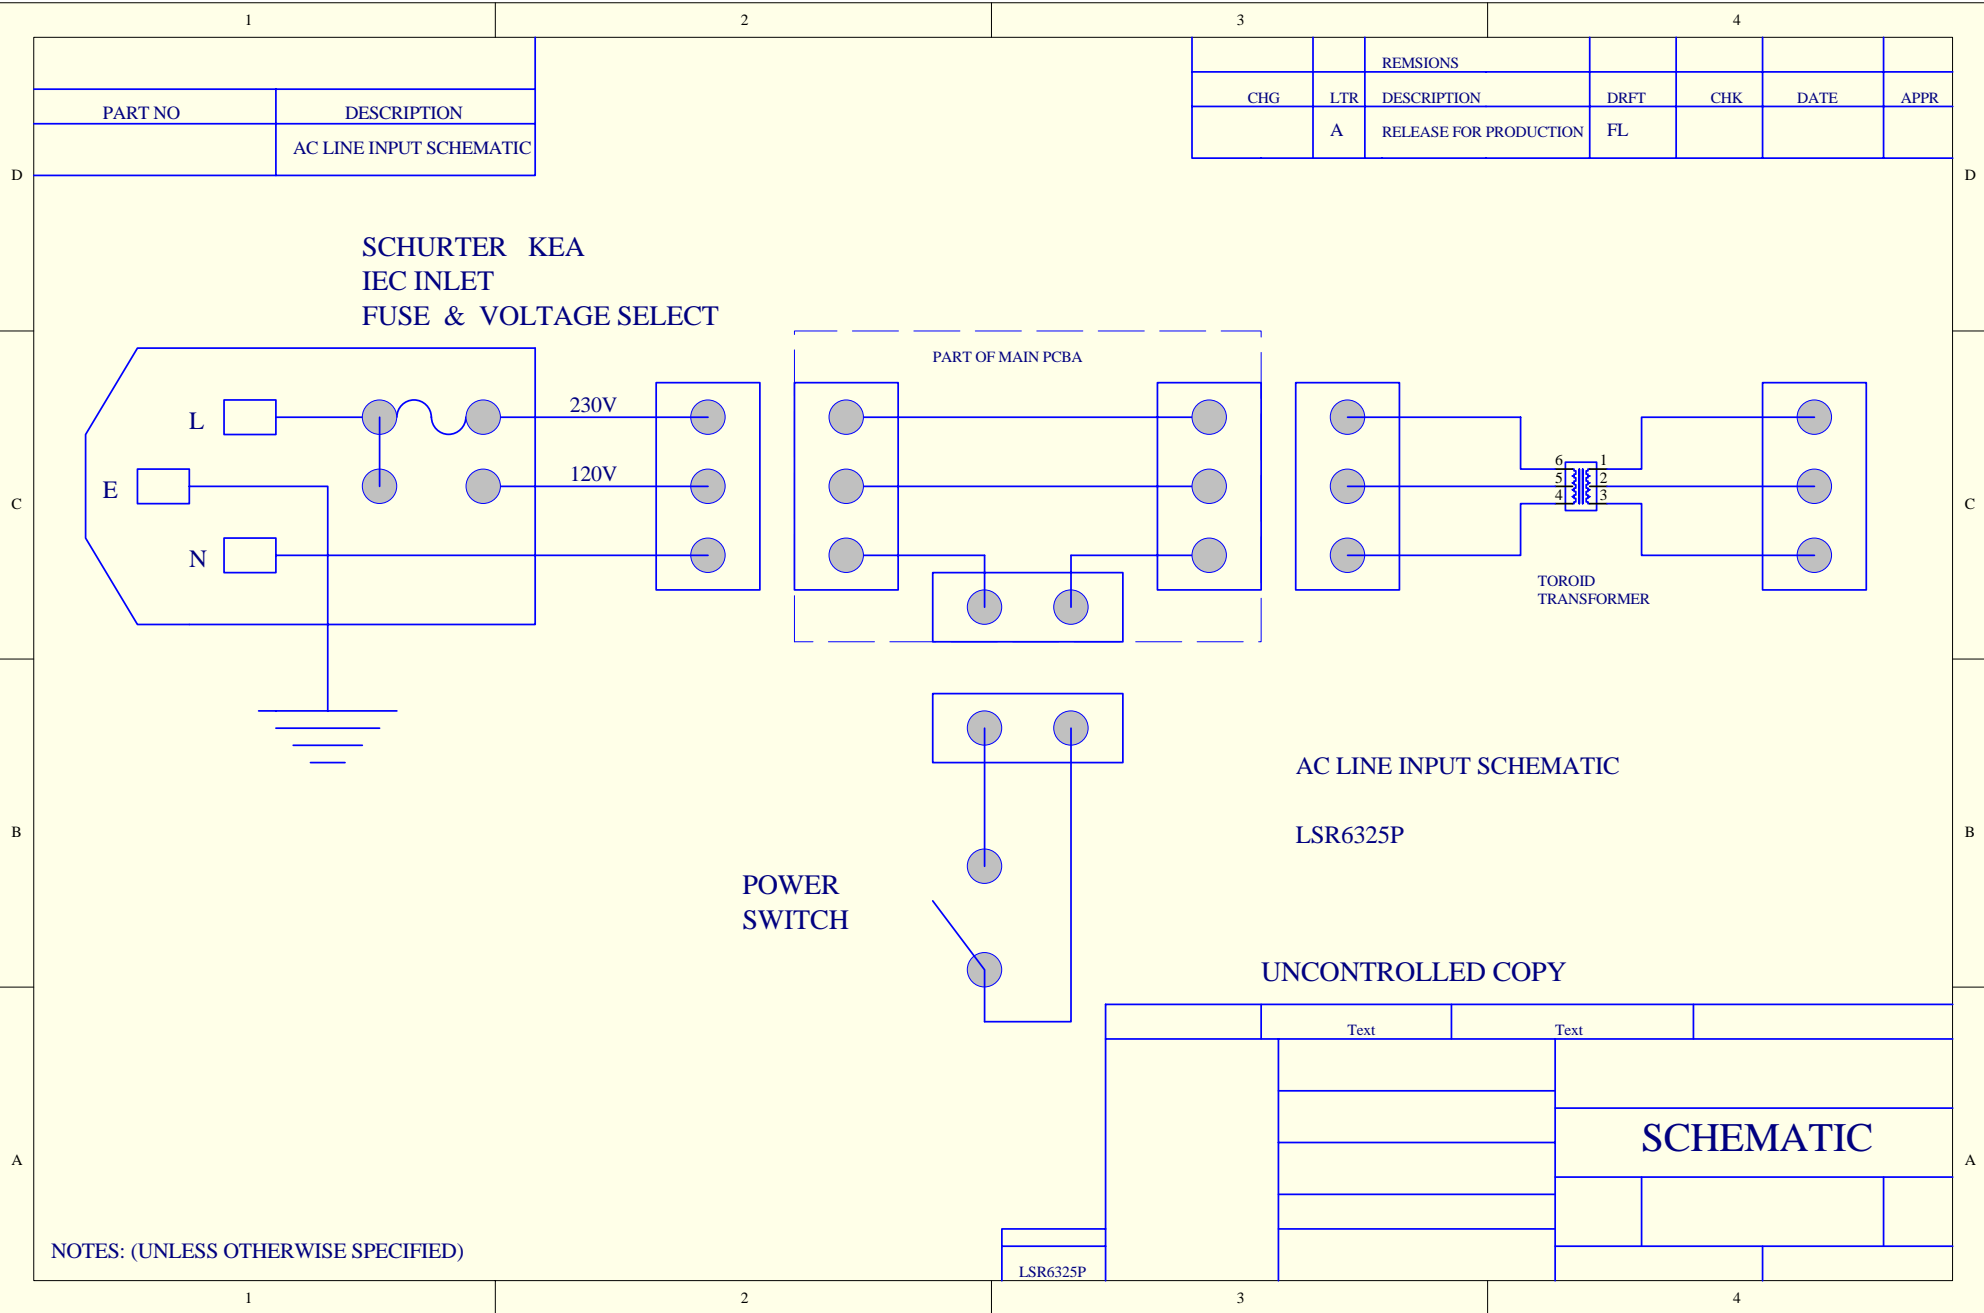 1 2 3 4
REMSIONS
CHG LTR DESCRIPTION DRFT CHK DATE APPR
A RELEASE FOR PRODUCTION FL
PART NO DESCRIPTION
AC LINE INPUT SCHEMATIC
D D
SCHURTER KEA
IEC INLET
FUSE & VOLTAGE SELECT
PART OF MAIN PCBA
L 230V
E 120V
N
6 1
5 2
4 3
C C
TOROID
TRANSFORMER
AC LINE INPUT SCHEMATIC
B B
LSR6325P
POWER
SWITCH
UNCONTROLLED COPY
Text Text
SCHEMATIC
A A
NOTES: (UNLESS OTHERWISE SPECIFIED)
LSR6325P
1 2 3 4